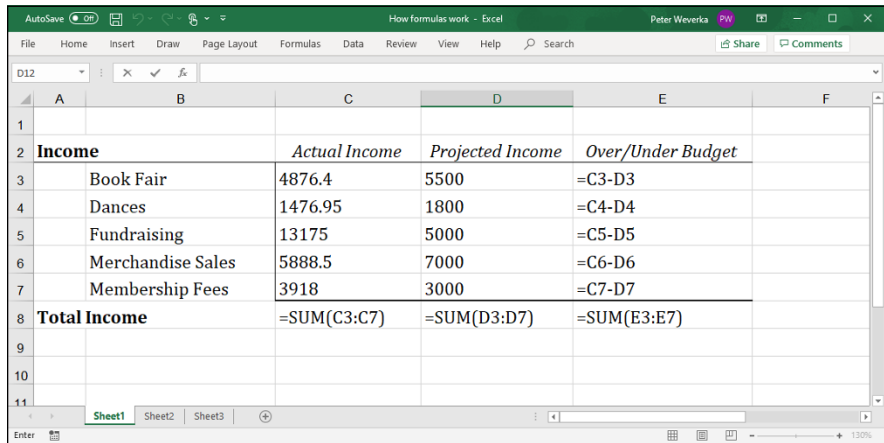 AutoSave Off How formulas work - Excel Peter Weverka PW
File Home Insert Draw Page Layout Formulas Data Review View Help Search Share Comments
D12 fx
A B C D E F
1
2 Income Actual Income Projected Income Over/Under Budget
3 Book Fair 4876.4 5500 =C3-D3
4 Dances 1476.95 1800 =C4-D4
5 Fundraising 13175 5000 =C5-D5
6 Merchandise Sales 5888.5 7000 =C6-D6
7 Membership Fees 3918 3000 =C7-D7
8 Total Income =SUM(C3:C7) =SUM(D3:D7) =SUM(E3:E7)
9
10
11
Sheet1 Sheet2 Sheet3
Enter 130%